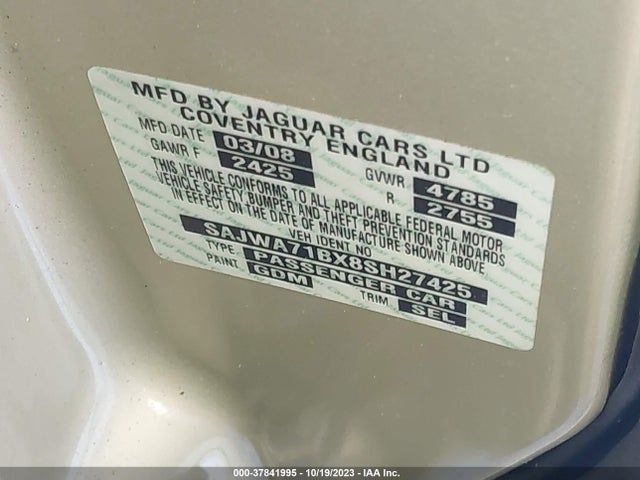 MFD BY JAGUAR CARS LTD
COVENTRY ENGLAND
MFD DATE 03/08 GVWR 4785
GAWR F 2425 R 2755
THIS VEHICLE CONFORMS TO ALL APPLICABLE FEDERAL MOTOR
VEHICLE SAFETY, BUMPER AND THEFT PREVENTION STANDARDS
IN EFFECT ON THE DATE OF MANUFACTURE SHOWN ABOVE
VEH IDENT NO
SAJWA71BX8SH27425
TYPE PASSENGER CAR
PAINT GDM TRIM SEL
000-37841995 - 10/19/2023 - IAA Inc.